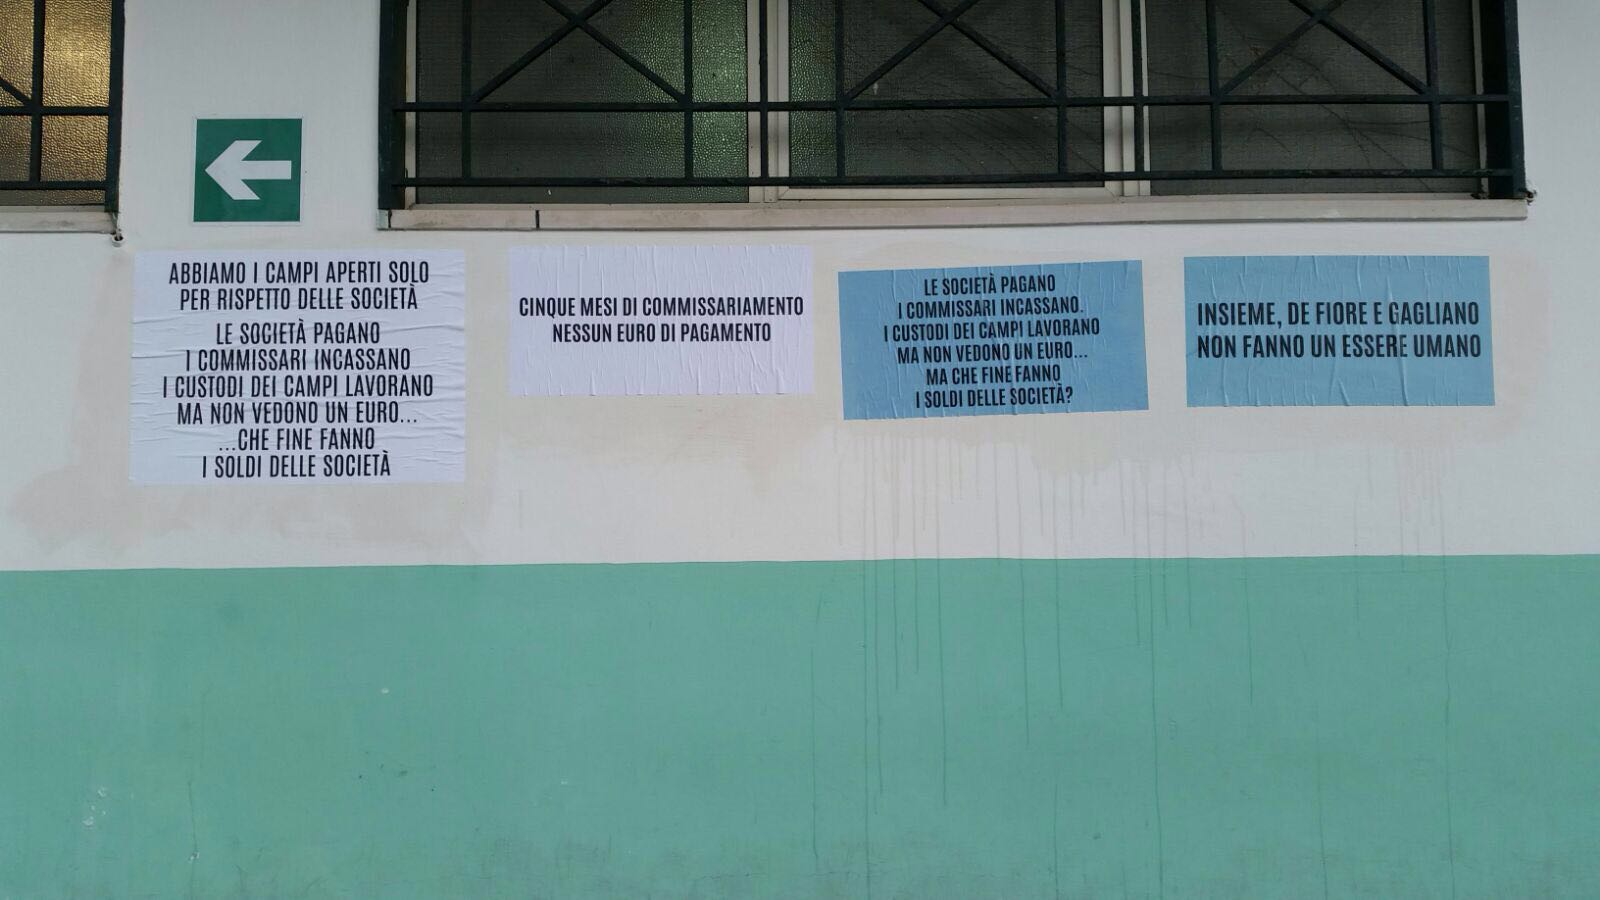 ABBIAMO I CAMPI APERTI SOLO
PER RISPETTO DELLE SOCIETÀ
LE SOCIETÀ PAGANO
I COMMISSARI INCASSANO
I CUSTODI DEI CAMPI LAVORANO
MA NON VEDONO UN EURO...
...CHE FINE FANNO
I SOLDI DELLE SOCIETÀ
CINQUE MESI DI COMMISSARIAMENTO
NESSUN EURO DI PAGAMENTO
LE SOCIETÀ PAGANO
I COMMISSARI INCASSANO.
I CUSTODI DEI CAMPI LAVORANO
MA NON VEDONO UN EURO...
MA CHE FINE FANNO
I SOLDI DELLE SOCIETÀ?
INSIEME, DE FIORE E GAGLIANO
NON FANNO UN ESSERE UMANO